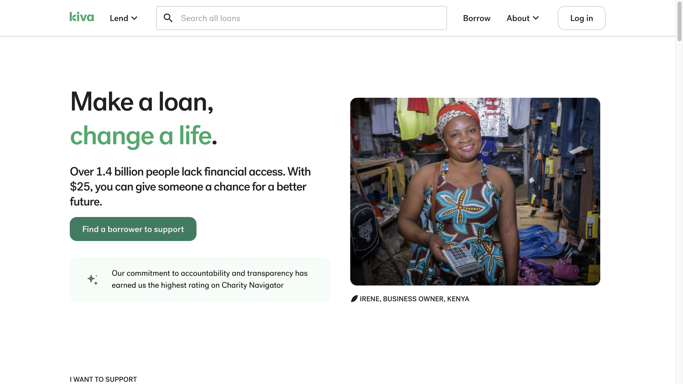 kiva
Lend
Search all loans
Borrow
About
Log in
Make a loan,
change a life.
Over 1.4 billion people lack financial access. With
$25, you can give someone a chance for a better
future.
Find a borrower to support
Our commitment to accountability and transparency has
earned us the highest rating on Charity Navigator
IRENE, BUSINESS OWNER, KENYA
I WANT TO SUPPORT